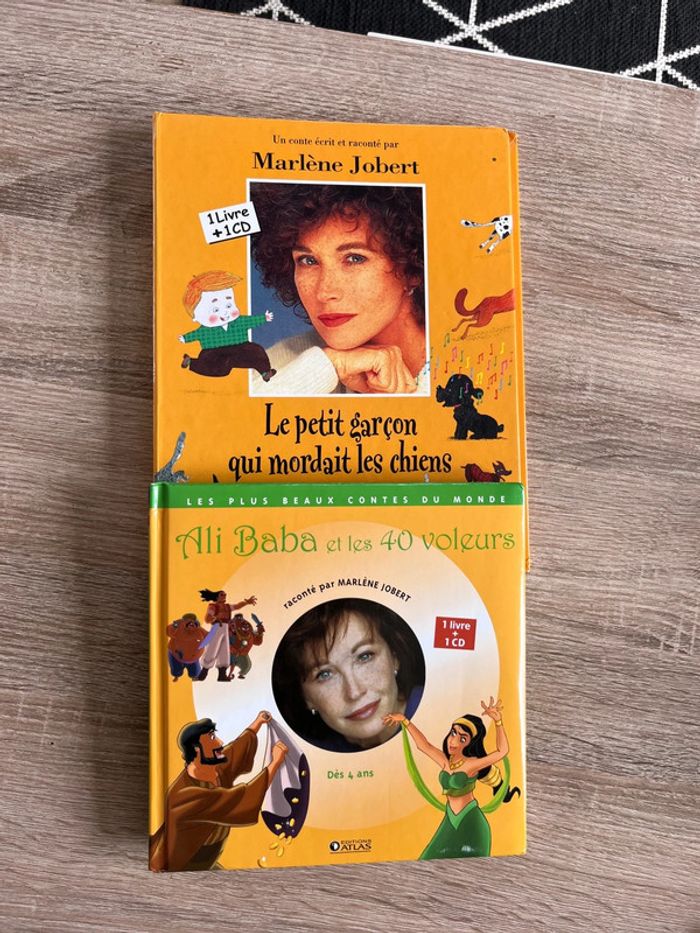 Un conte écrit et raconté par
Marlène Jobert
1 Livre
+ 1 CD
Le petit garçon
qui mordait les chiens
LES PLUS BEAUX CONTES DU MONDE
Ali Baba et les 40 voleurs
raconté par MARLÈNE JOBERT
1 livre
+
1 CD
Dès 4 ans
EDITIONS
ATLAS